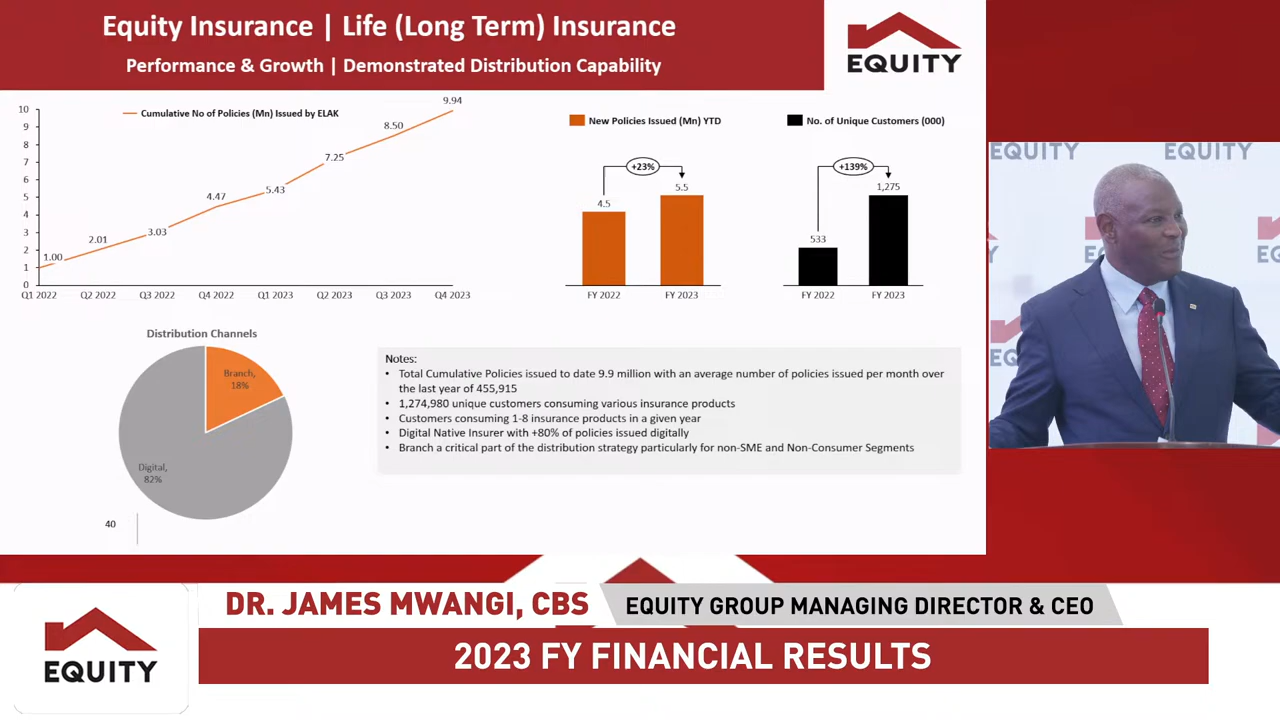 Equity Insurance | Life (Long Term) Insurance
Performance & Growth | Demonstrated Distribution Capability
EQUITY
Cumulative No of Policies (Mn) Issued by ELAK
10
9
8
7
6
5
4
3
2
1
0
1.00
2.01
3.03
4.47
5.43
7.25
8.50
9.94
Q1 2022
Q2 2022
Q3 2022
Q4 2022
Q1 2023
Q2 2023
Q3 2023
Q4 2023
New Policies Issued (Mn) YTD
+23%
4.5
5.5
FY 2022
FY 2023
No. of Unique Customers (000)
+139%
533
1,275
FY 2022
FY 2023
Distribution Channels
Branch,
18%
Digital,
82%
Notes:
• Total Cumulative Policies issued to date 9.9 million with an average number of policies issued per month over
the last year of 455,915
• 1,274,980 unique customers consuming various insurance products
• Customers consuming 1-8 insurance products in a given year
• Digital Native Insurer with +80% of policies issued digitally
• Branch a critical part of the distribution strategy particularly for non-SME and Non-Consumer Segments
40
EQUITY
EQUITY
EQUITY
DR. JAMES MWANGI, CBS
EQUITY GROUP MANAGING DIRECTOR & CEO
2023 FY FINANCIAL RESULTS
EQUITY